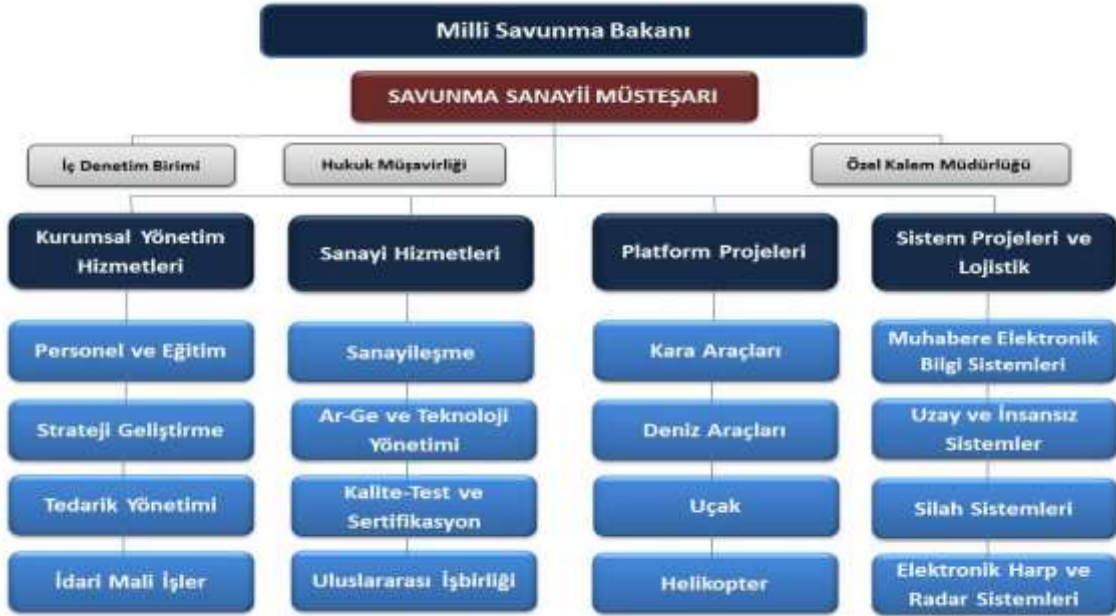 Milli Savunma Bakanı
SAVUNMA SANAYİİ MÜSTEŞARI
İç Denetim Birimi
Hukuk Müşavirliği
Özel Kalem Müdürlüğü
Kurumsal Yönetim
Hizmetleri
Sanayi Hizmetleri
Platform Projeleri
Sistem Projeleri ve
Lojistik
Personel ve Eğitim
Sanayileşme
Kara Araçları
Muhabere Elektronik
Bilgi Sistemleri
Strateji Geliştirme
Ar-Ge ve Teknoloji
Yönetimi
Deniz Araçları
Uzay ve İnsansız
Sistemler
Tedarik Yönetimi
Kalite-Test ve
Sertifikasyon
Uçak
Silah Sistemleri
İdari Mali İşler
Uluslararası İşbirliği
Helikopter
Elektronik Harp ve
Radar Sistemleri